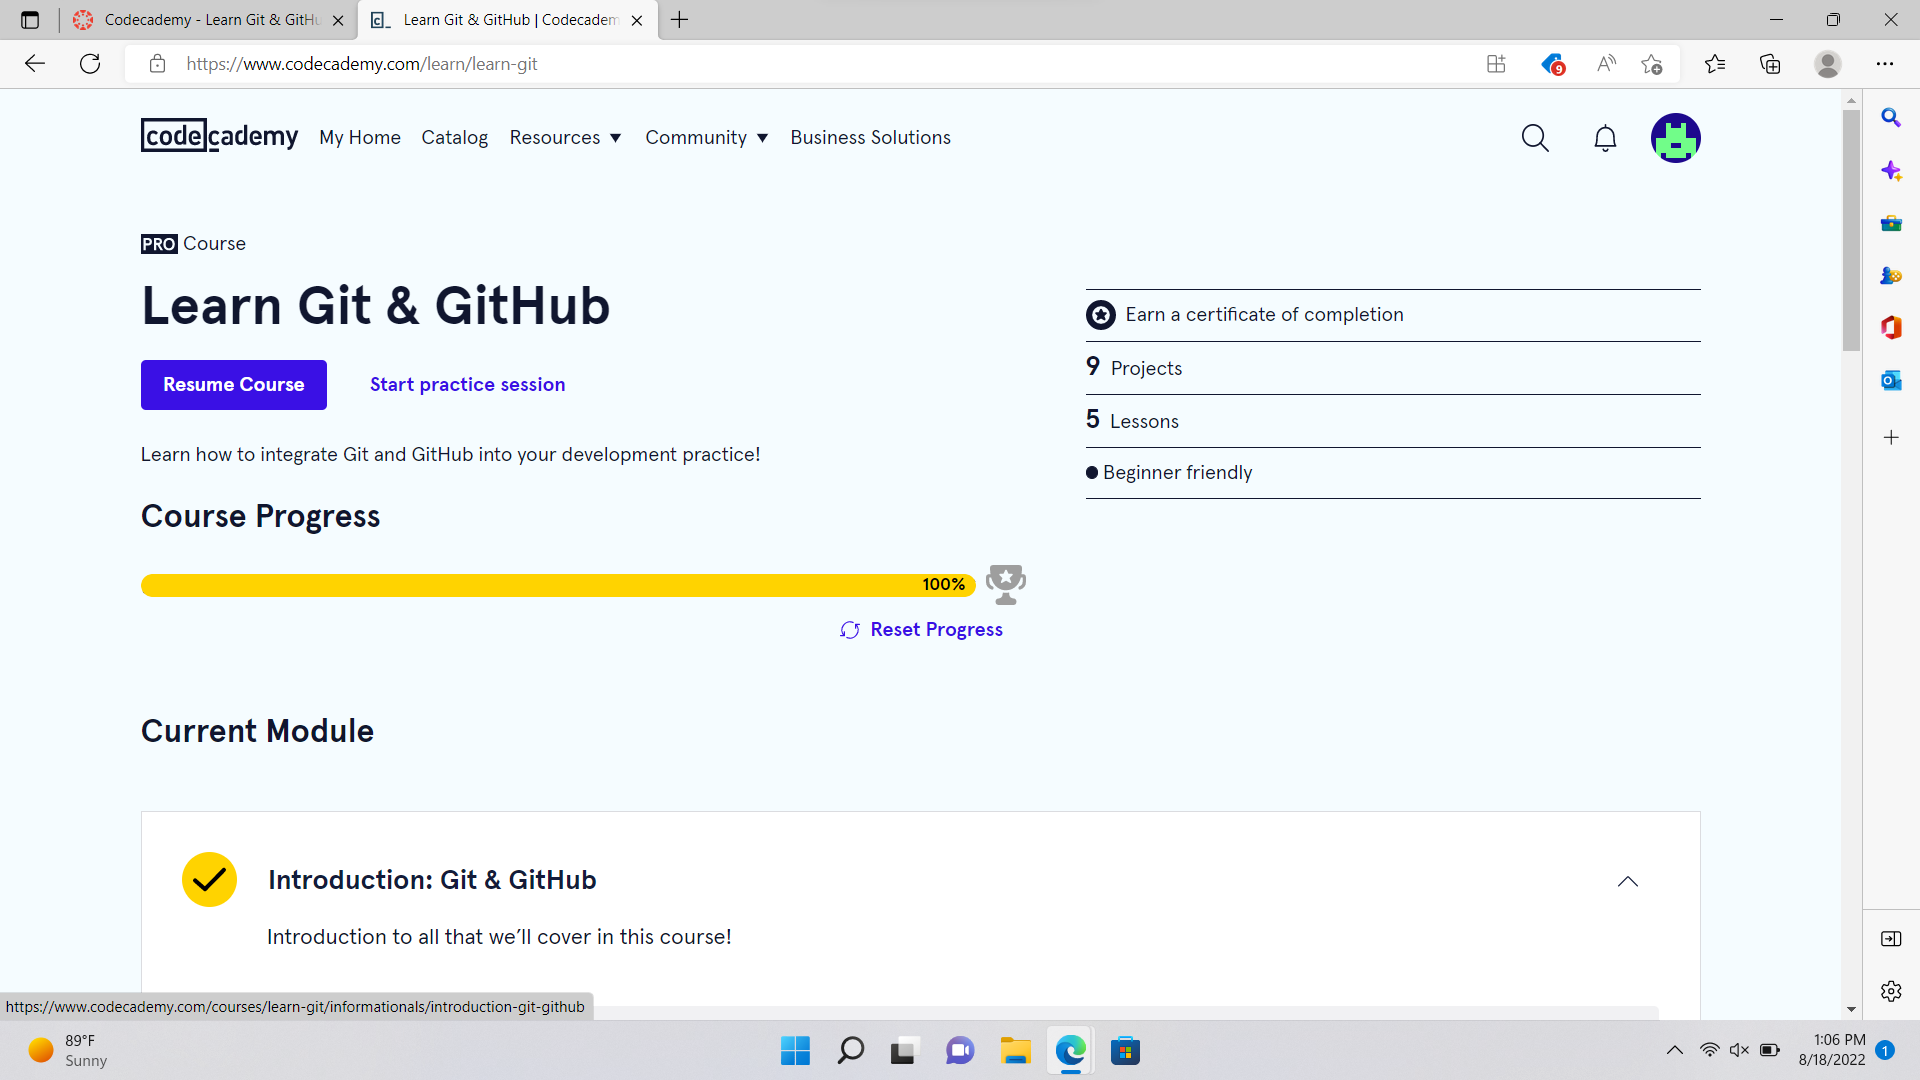 Codecademy - Learn Git & GitHu
Learn Git & GitHub | Codecadem
https://www.codecademy.com/learn/learn-git
9
codecademy
My Home
Catalog
Resources
Community
Business Solutions
PRO Course
Learn Git & GitHub
Resume Course
Start practice session
Learn how to integrate Git and GitHub into your development practice!
Earn a certificate of completion
9 Projects
5 Lessons
Beginner friendly
Course Progress
100%
Reset Progress
Current Module
Introduction: Git & GitHub
Introduction to all that we’ll cover in this course!
https://www.codecademy.com/courses/learn-git/informationals/introduction-git-github
89°F
Sunny
1:06 PM
8/18/2022
1